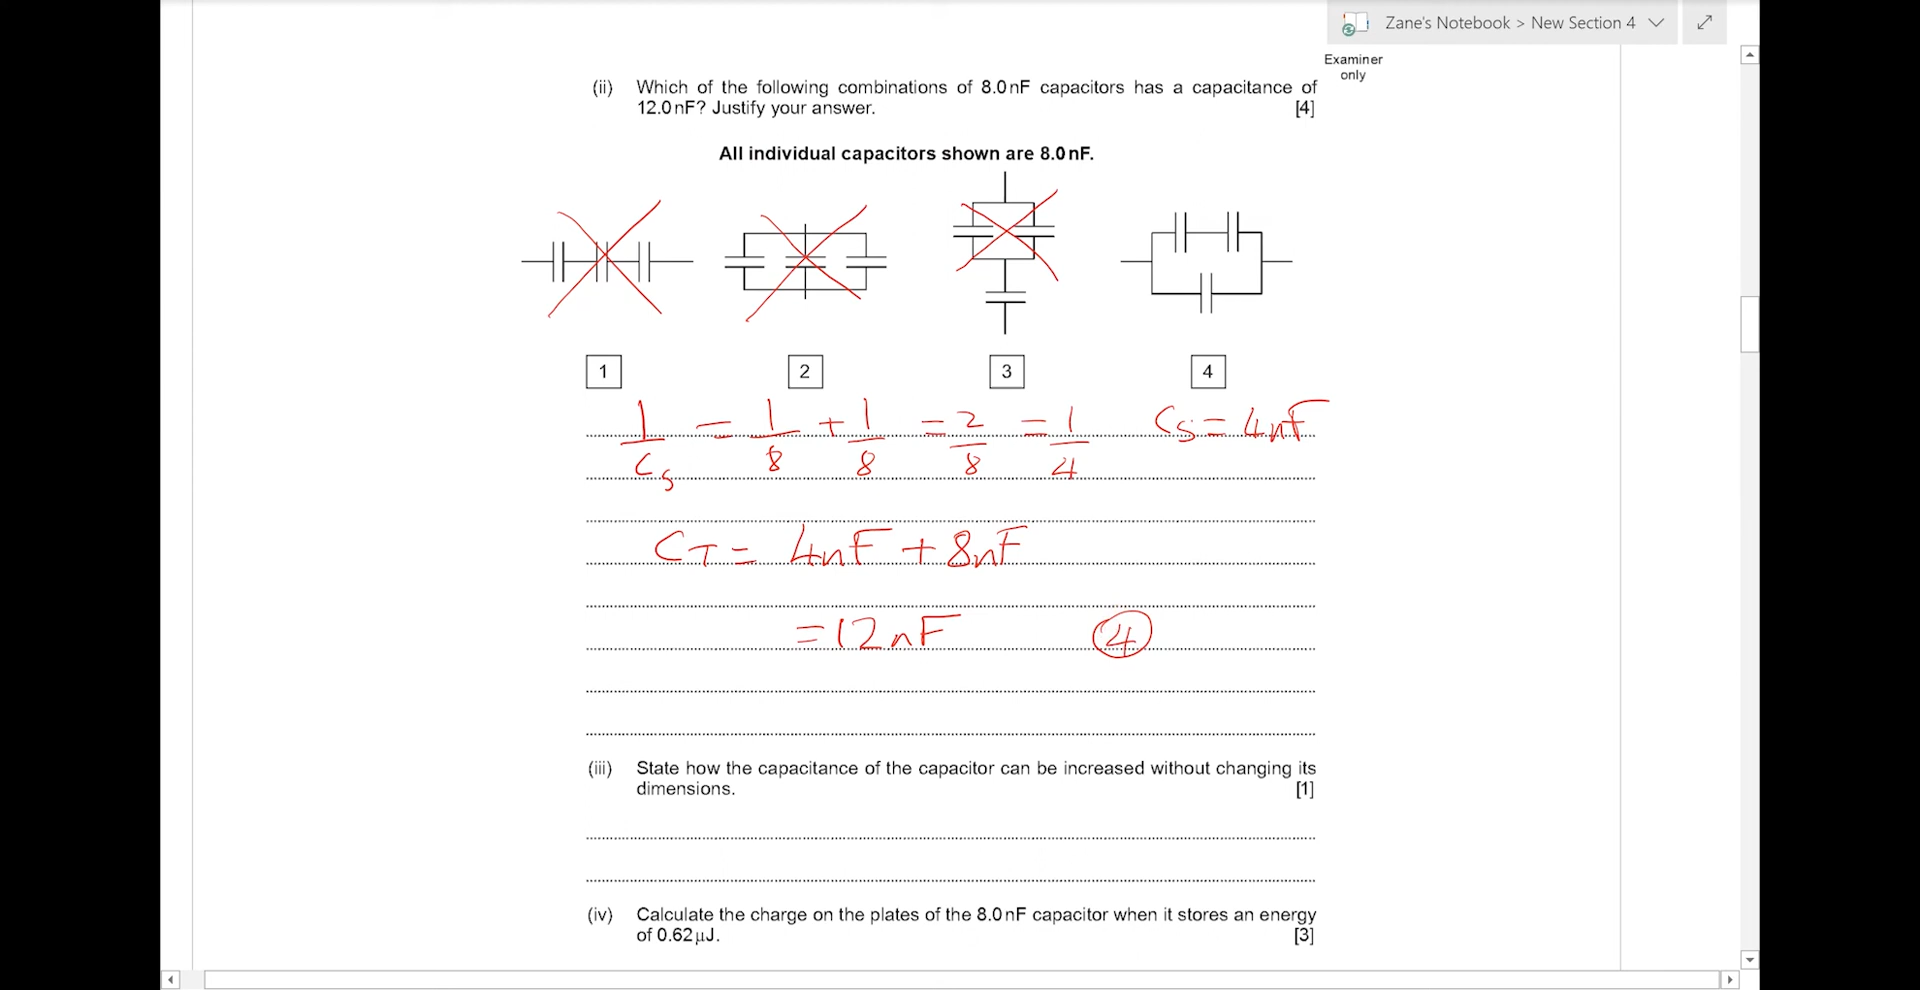 Zane's Notebook > New Section 4
Examiner
only
(ii) Which of the following combinations of 8.0 nF capacitors has a capacitance of
12.0 nF? Justify your answer. [4]
All individual capacitors shown are 8.0 nF.
1 2 3 4
1/Cs = 1/8 + 1/8 = 2/8 = 1/4 Cs = 4nF
CT = 4nF + 8nF
= 12nF 4
(iii) State how the capacitance of the capacitor can be increased without changing its
dimensions. [1]
(iv) Calculate the charge on the plates of the 8.0 nF capacitor when it stores an energy
of 0.62 µJ. [3]